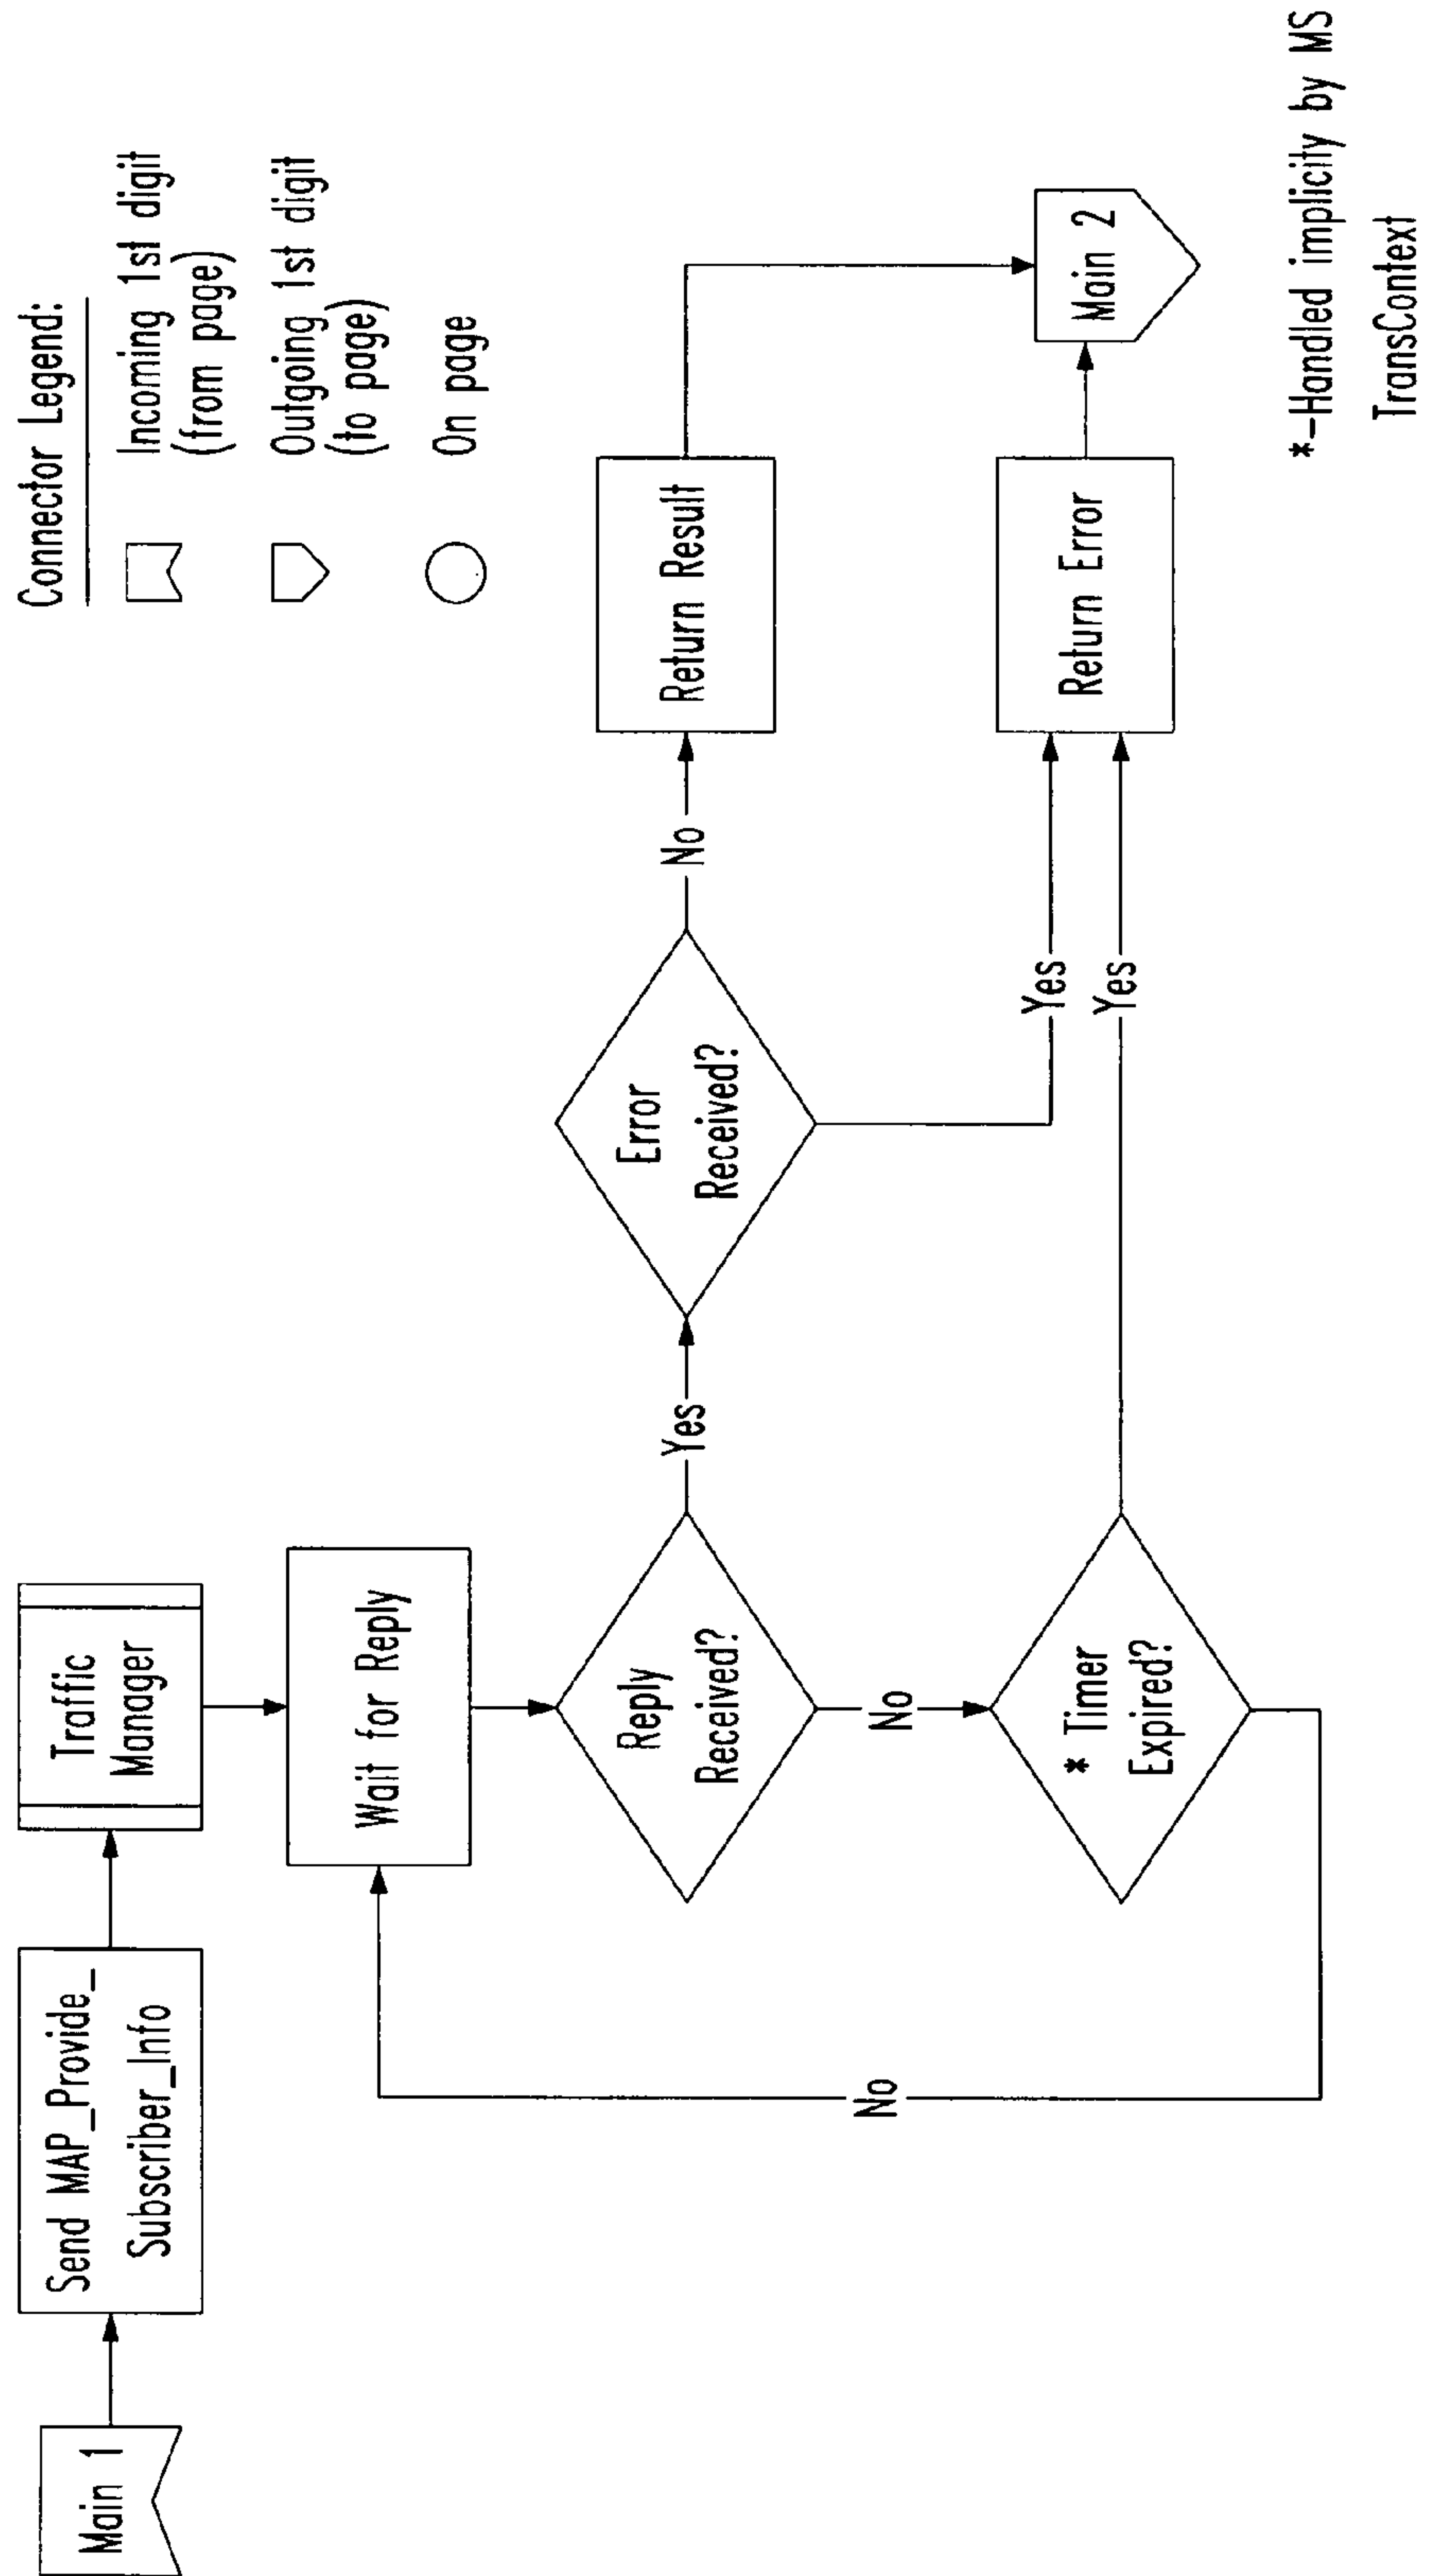 Connector Legend:
Incoming 1st digit
(from page)
Outgoing 1st digit
(to page)
On page
Main 1
Send MAP_Provide_
Subscriber_Info
Traffic
Manager
Wait for Reply
Reply
Received?
Yes
Error
Received?
No
Return Result
No
Yes
* Timer
Expired?
Yes
Return Error
Main 2
No
*-Handled implicity by MS
TransContext